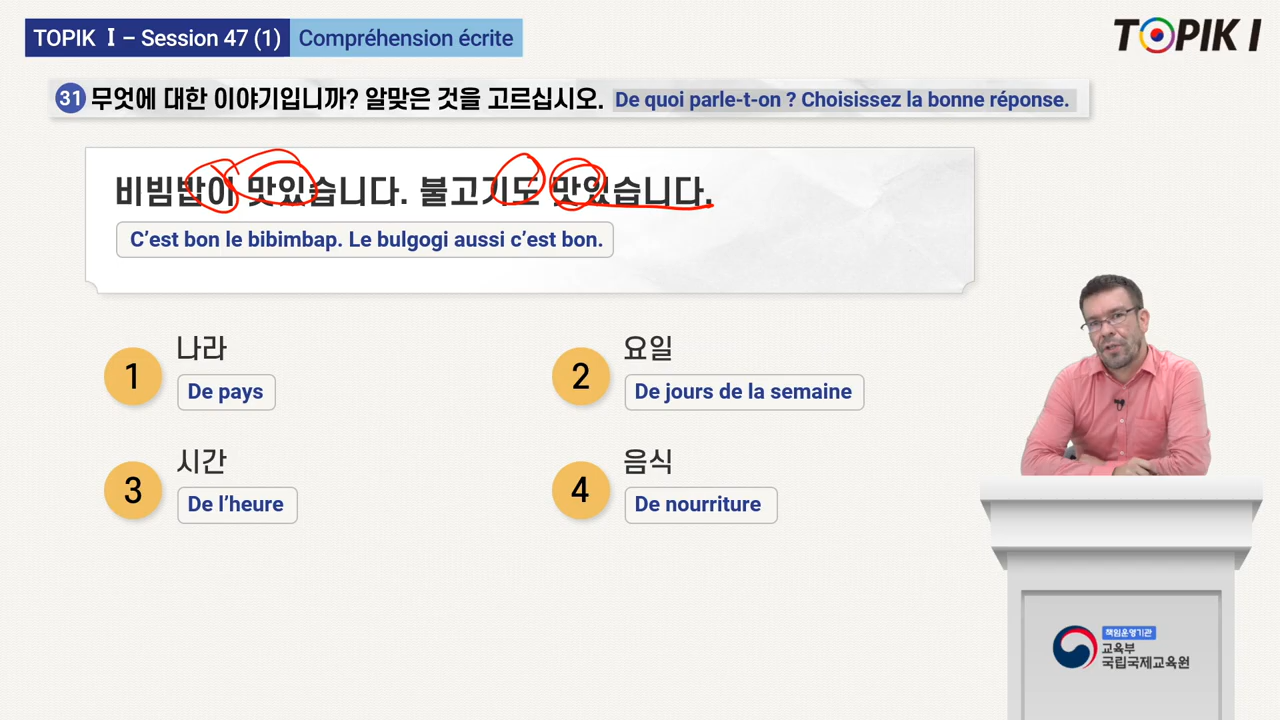 TOPIK Ⅰ – Session 47 (1) Compréhension écrite
TOPIK I
31 무엇에 대한 이야기입니까? 알맞은 것을 고르십시오. De quoi parle-t-on ? Choisissez la bonne réponse.
비빔밥이 맛있습니다. 불고기도 맛있습니다.
C’est bon le bibimbap. Le bulgogi aussi c’est bon.
1 나라
De pays
2 요일
De jours de la semaine
3 시간
De l’heure
4 음식
De nourriture
책임운영기관
교육부
국립국제교육원